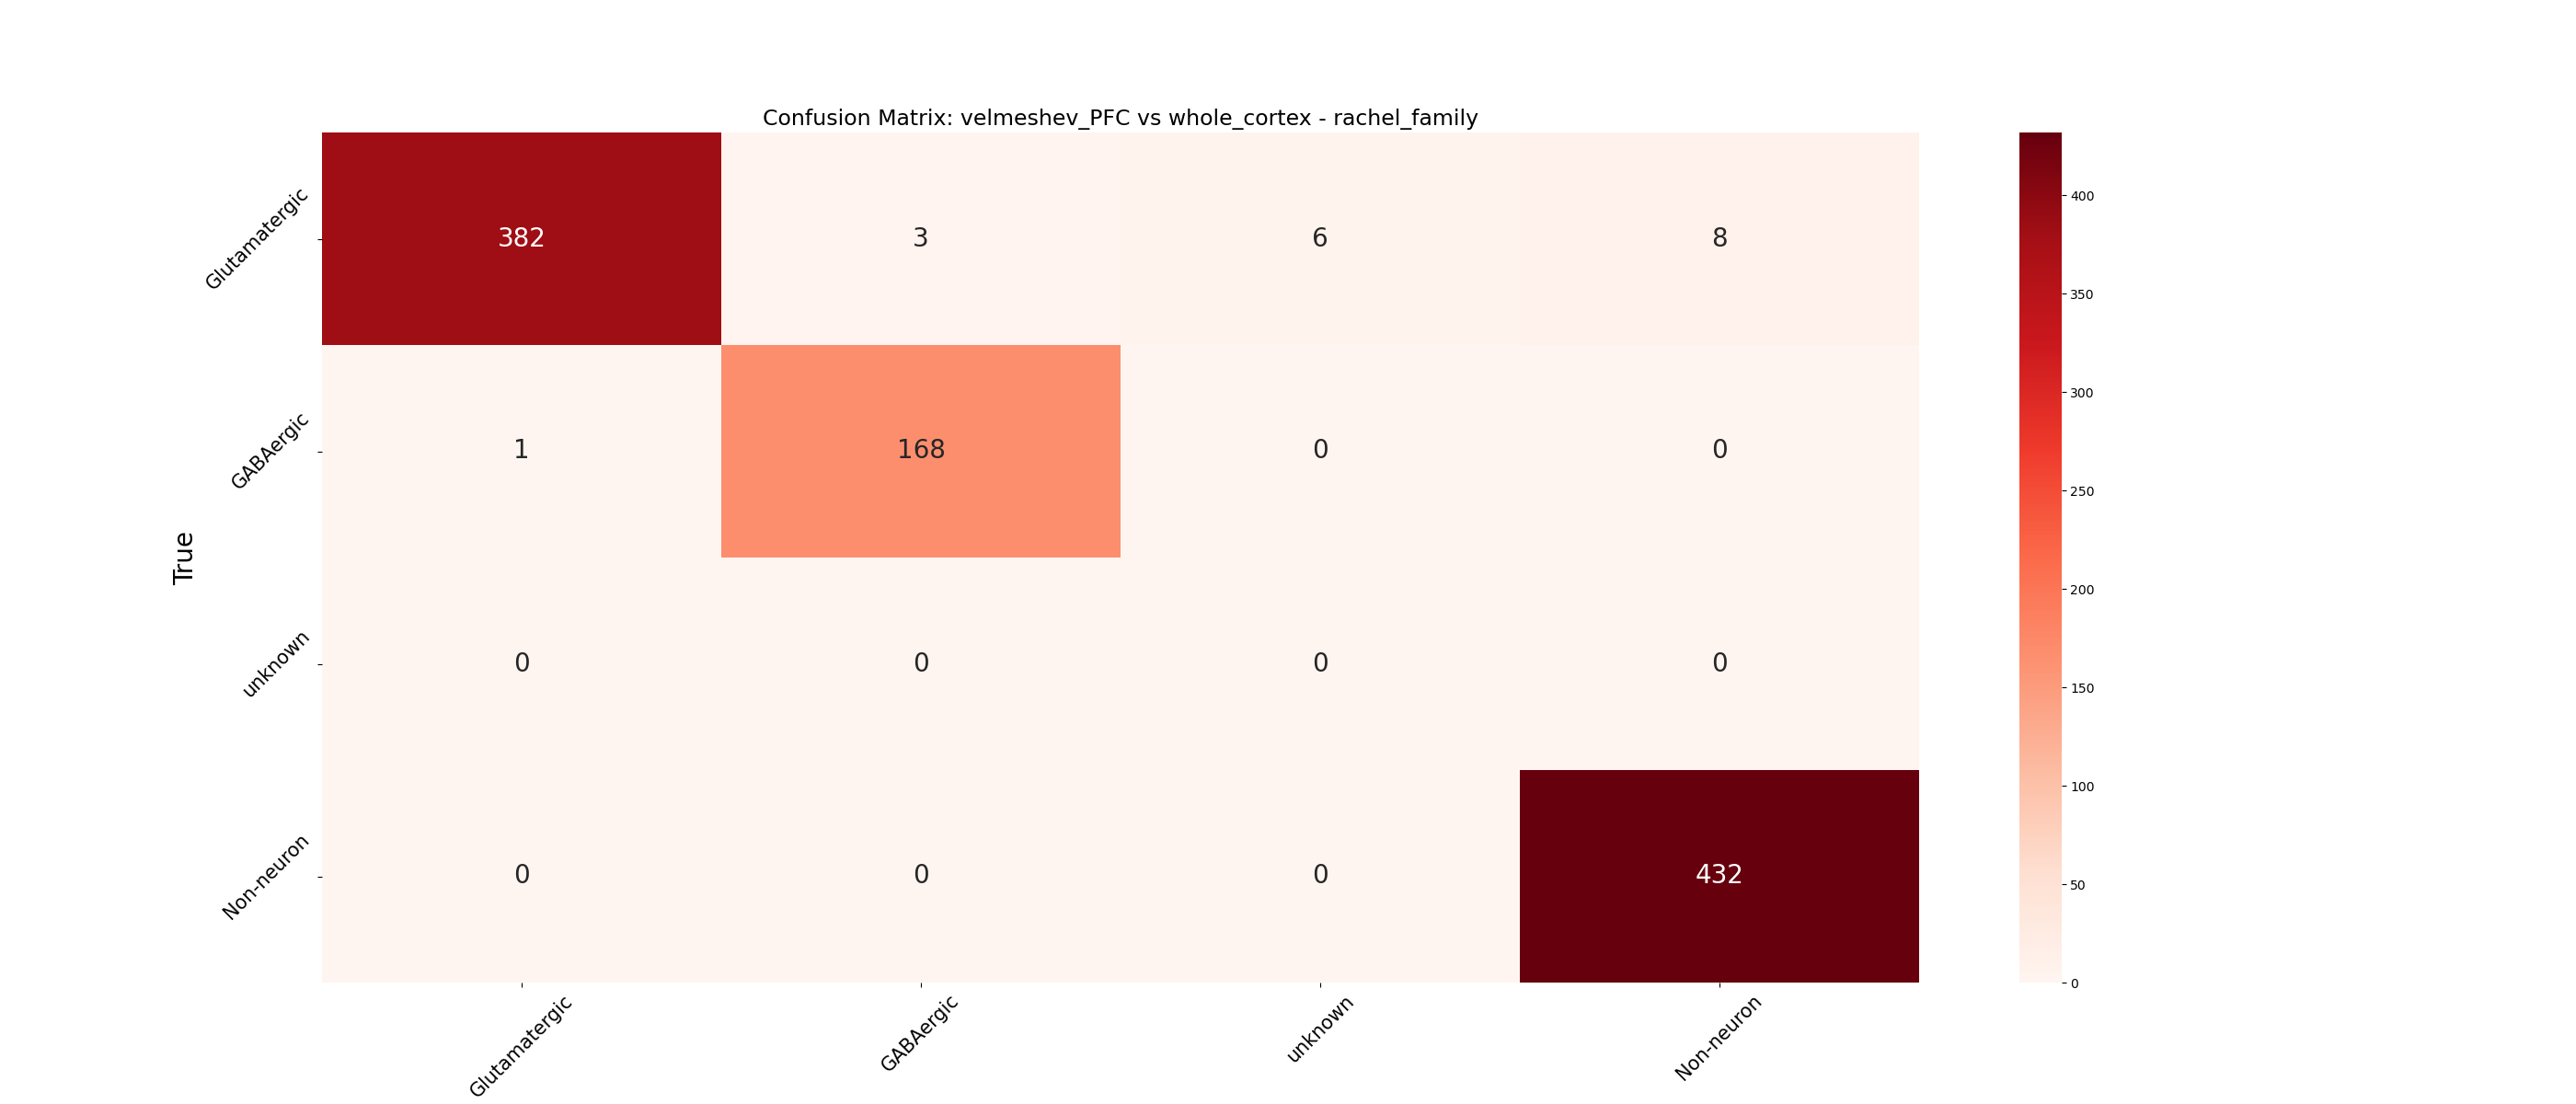 Confusion Matrix: velmeshev_PFC vs whole_cortex - rachel_family
True
Glutamatergic
382 3 6 8
GABAergic
1 168 0 0
unknown
0 0 0 0
Non-neuron
0 0 0 432
Glutamatergic GABAergic unknown Non-neuron
400
350
300
250
200
150
100
50
0